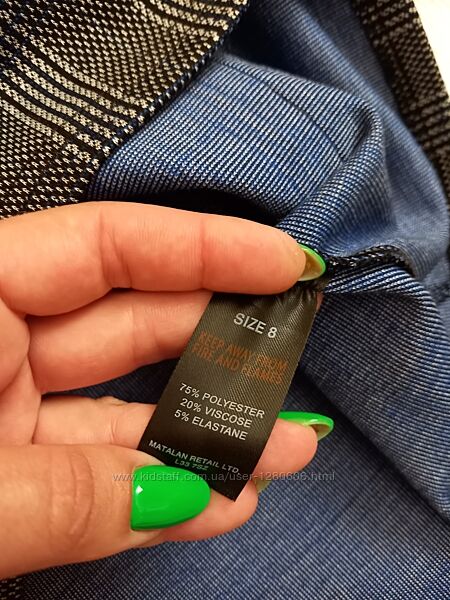 SIZE 8
KEEP AWAY FROM
FIRE AND FLAMES
75% POLYESTER
20% VISCOSE
5% ELASTANE
MATALAN RETAIL LTD
L33 7SZ
www.kidstaff.com.ua/user-1280606.html